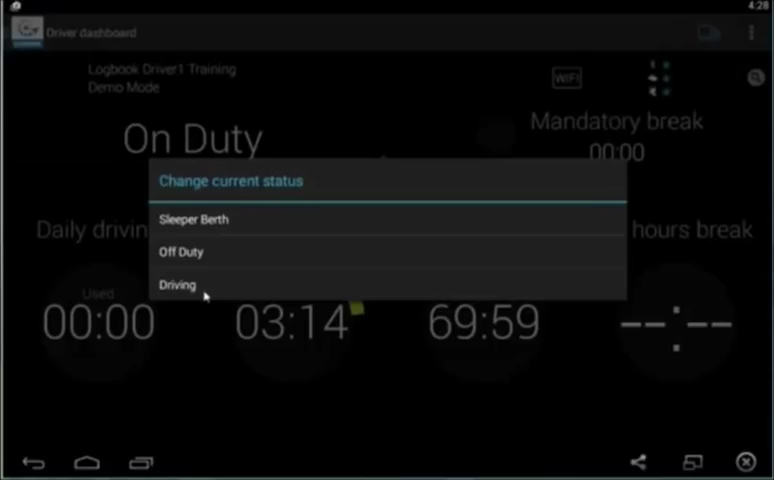 4:28
Driver dashboard
Logbook Driver1 Training
Demo Mode
WIFI
On Duty
Mandatory break
00:00
Change current status
Sleeper Berth
Off Duty
Driving
Daily drivin
hours break
Used
00:00
03:14
69:59
--:--